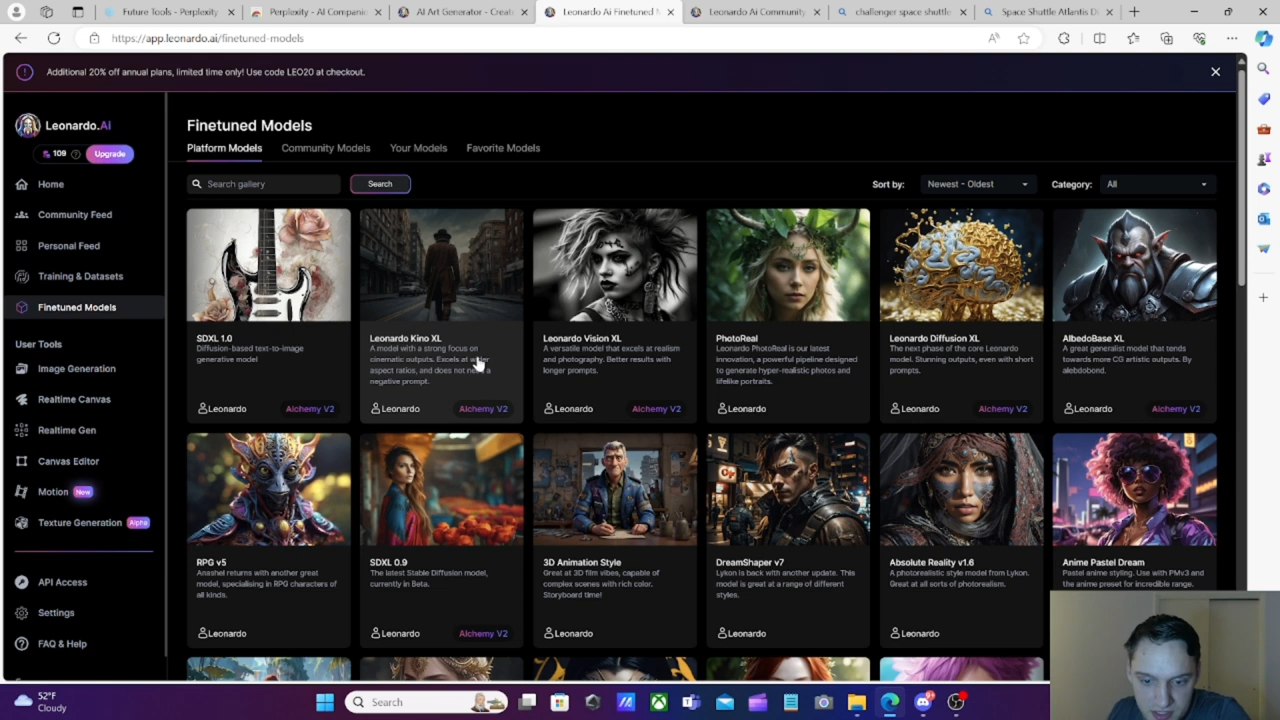 Future Tools - Perplexity
Perplexity - AI Companio
AI Art Generator - Create
Leonardo Ai Finetuned M
Leonardo Ai Community
challenger space shuttle
Space Shuttle Atlantis D
https://app.leonardo.ai/finetuned-models
Additional 20% off annual plans, limited time only! Use code LEO20 at checkout.
Leonardo.Ai
109
Upgrade
Home
Community Feed
Personal Feed
Training & Datasets
Finetuned Models
User Tools
Image Generation
Realtime Canvas
Realtime Gen
Canvas Editor
Motion New
Texture Generation Alpha
API Access
Settings
FAQ & Help
Finetuned Models
Platform Models
Community Models
Your Models
Favorite Models
Search gallery
Search
Sort by:
Newest - Oldest
Category:
All
SDXL 1.0
Diffusion-based text-to-image
generative model
Leonardo
Alchemy V2
Leonardo Kino XL
A model with a strong focus on
cinematic outputs. Excels at wider
aspect ratios, and does not need a
negative prompt.
Leonardo
Alchemy V2
Leonardo Vision XL
A versatile model that excels at realism
and photography. Better results with
longer prompts.
Leonardo
Alchemy V2
PhotoReal
Leonardo PhotoReal is our latest
innovation, a powerful pipeline designed
to generate hyper-realistic photos and
lifelike portraits.
Leonardo
Leonardo Diffusion XL
The next phase of the core Leonardo
model. Stunning outputs, even with short
prompts.
Leonardo
Alchemy V2
AlbedoBase XL
A great generalist model that tends
towards more CG artistic outputs. By
alebdobond.
Leonardo
Alchemy V2
RPG v5
Anashel returns with another great
model, specialising in RPG characters of
all kinds.
Leonardo
SDXL 0.9
The latest Stable Diffusion model,
currently in Beta.
Leonardo
Alchemy V2
3D Animation Style
Great at 3D film vibes, capable of
complex scenes with rich color.
Storyboard time!
Leonardo
DreamShaper v7
Lykon is back with another update. This
model is great at a range of different
styles.
Leonardo
Absolute Reality v1.6
A photorealistic style model from Lykon.
Great at all sorts of photorealism.
Leonardo
Anime Pastel Dream
Pastel anime styling. Use with PMv3 and
the anime preset for incredible range.
52°F
Cloudy
Search